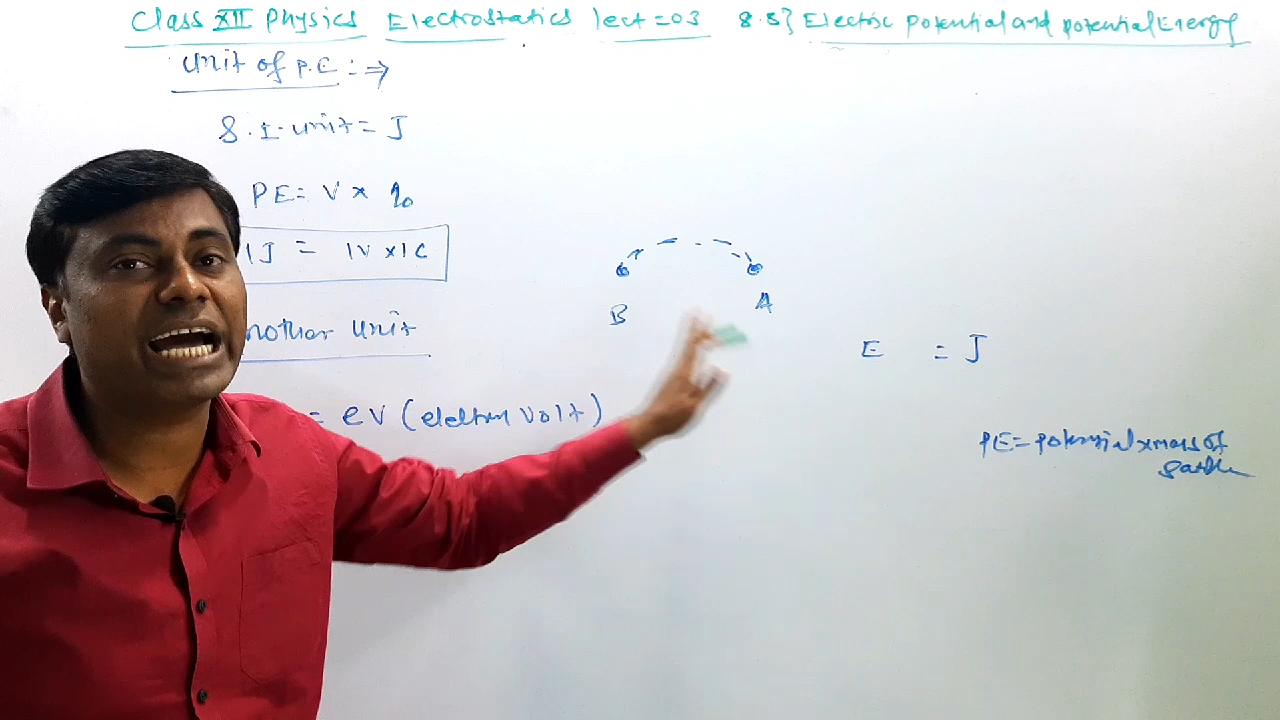 Class XII Physics Electrostatics lect = 03 8.5} Electric Potential and potential Energy
Unit of P.E :- ⇒
S.I. unit = J
PE = V × q₀
1J = 1V × 1C
nother Unit
= eV (electron Volt)
B
A
E = J
PE = potential × mass of
earth